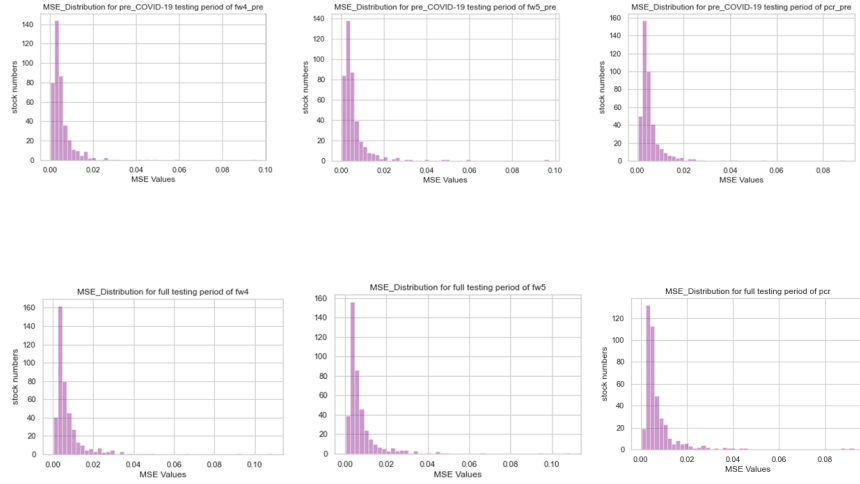 MSE_Distribution for pre_COVID-19 testing period of fw4_pre
140
120
100
80
60
40
20
0
stock numbers
0.00 0.02 0.04 0.06 0.08 0.10
MSE Values
MSE_Distribution for pre_COVID-19 testing period of fw5_pre
140
120
100
80
60
40
20
0
stock numbers
0.00 0.02 0.04 0.06 0.08 0.10
MSE Values
MSE_Distribution for pre_COVID-19 testing period of pcr_pre
160
140
120
100
80
60
40
20
0
stock numbers
0.00 0.02 0.04 0.06 0.08
MSE Values
MSE_Distribution for full testing period of fw4
160
140
120
100
80
60
40
20
0
stock numbers
0.00 0.02 0.04 0.06 0.08 0.10
MSE Values
MSE_Distribution for full testing period of fw5
160
140
120
100
80
60
40
20
0
stock numbers
0.00 0.02 0.04 0.06 0.08 0.10
MSE Values
MSE_Distribution for full testing period of pcr
120
100
80
60
40
20
0
stock numbers
0.00 0.02 0.04 0.06 0.08
MSE Values